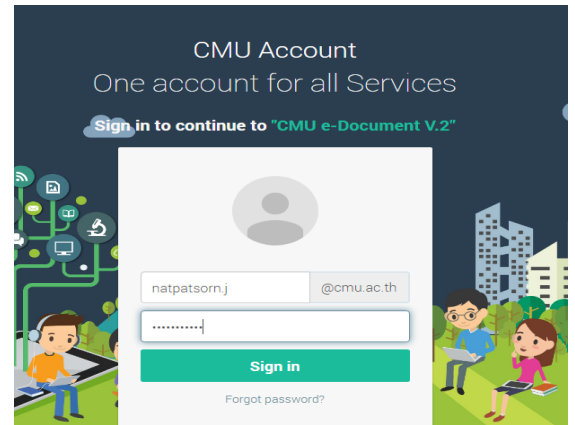 CMU Account
One account for all Services
Sign in to continue to "CMU e-Document V.2"
natpatsorn.j @cmu.ac.th
•••••••••••
Sign in
Forgot password?